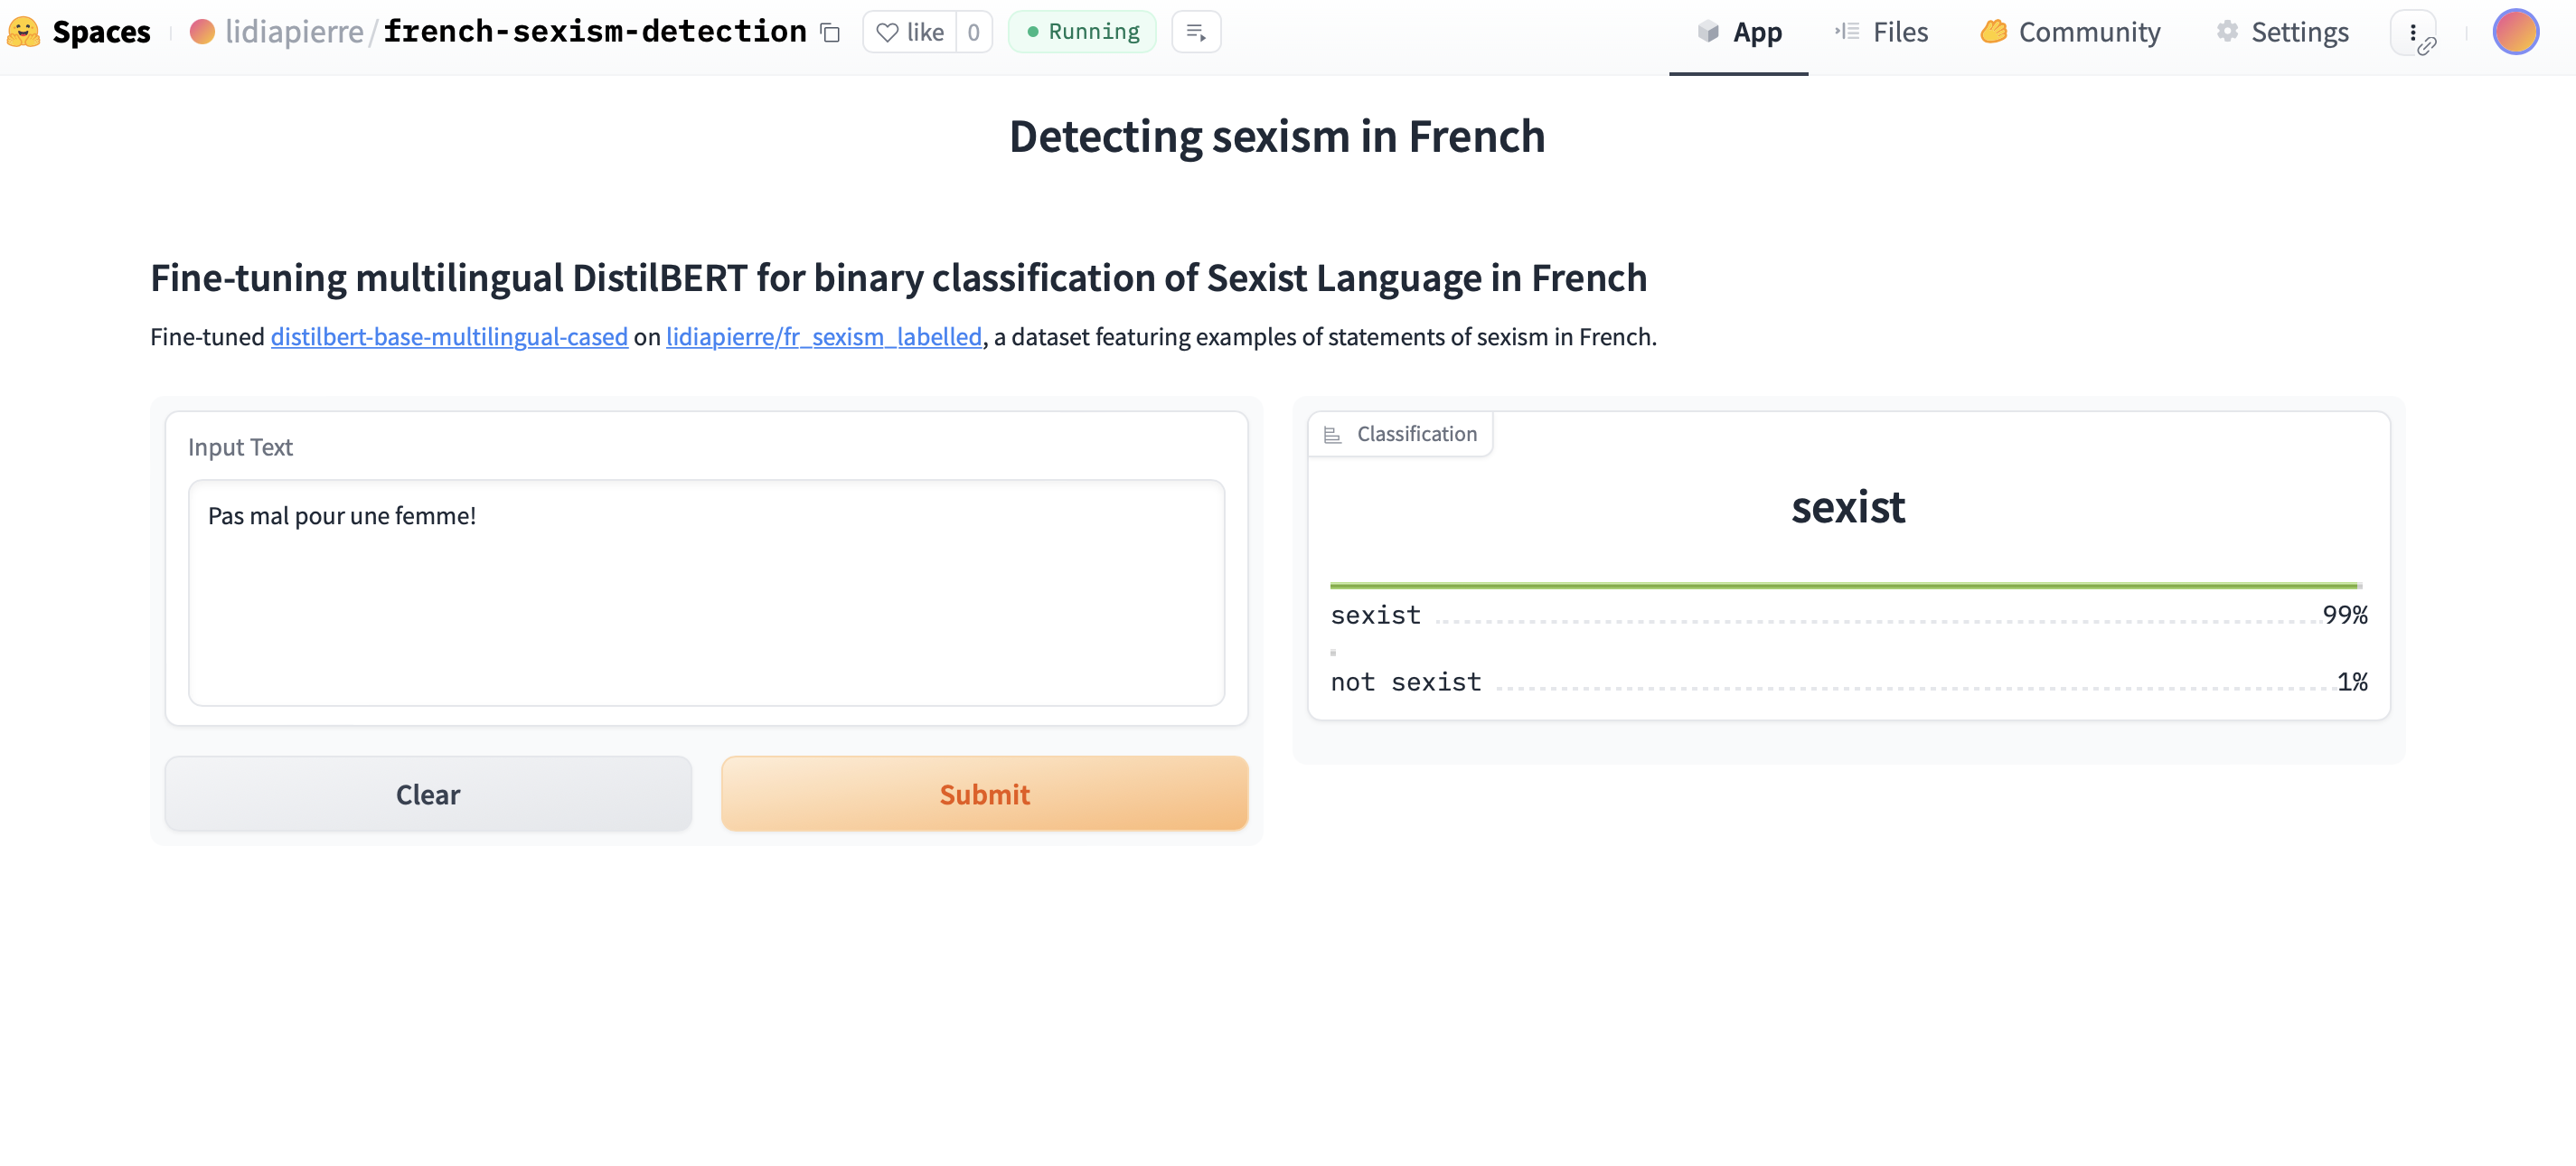 Spaces lidiapierre/french-sexism-detection like 0 Running App Files Community Settings
Detecting sexism in French
Fine-tuning multilingual DistilBERT for binary classification of Sexist Language in French
Fine-tuned distilbert-base-multilingual-cased on lidiapierre/fr_sexism_labelled, a dataset featuring examples of statements of sexism in French.
Input Text
Pas mal pour une femme!
Clear Submit
Classification
sexist
sexist 99%
not sexist 1%